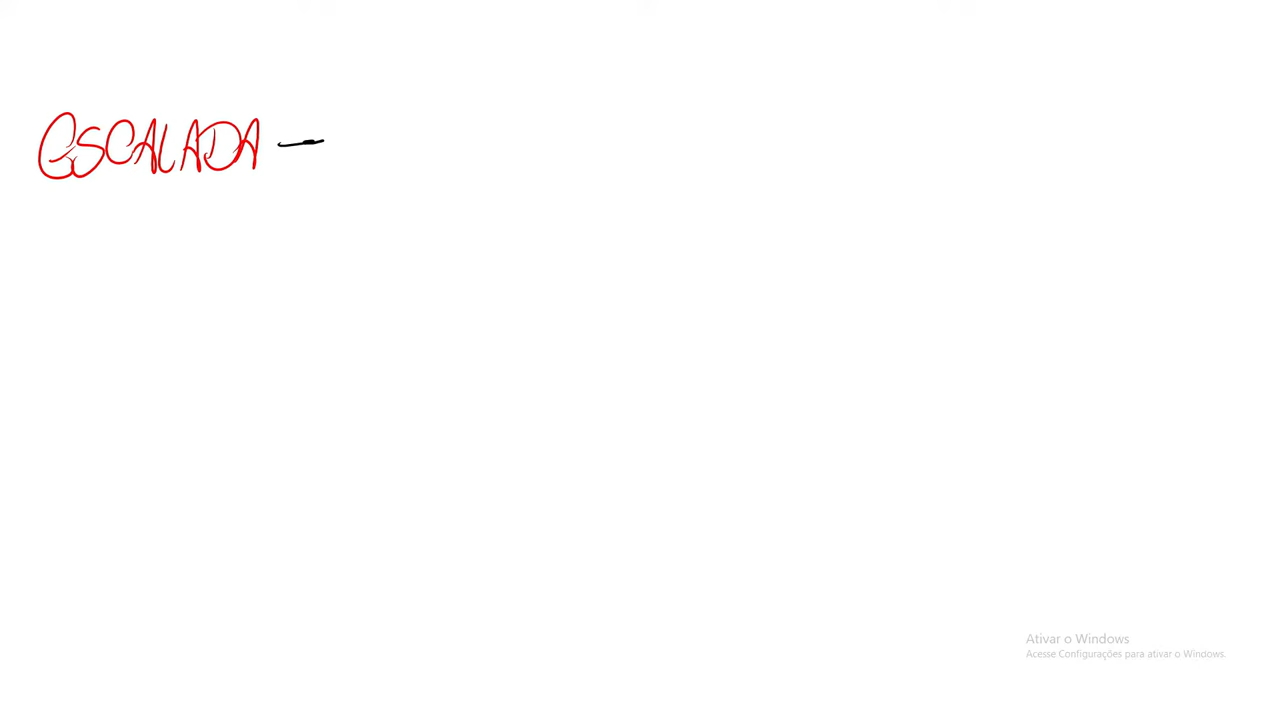 ESCALADA -
Ativar o Windows
Acesse Configurações para ativar o Windows.